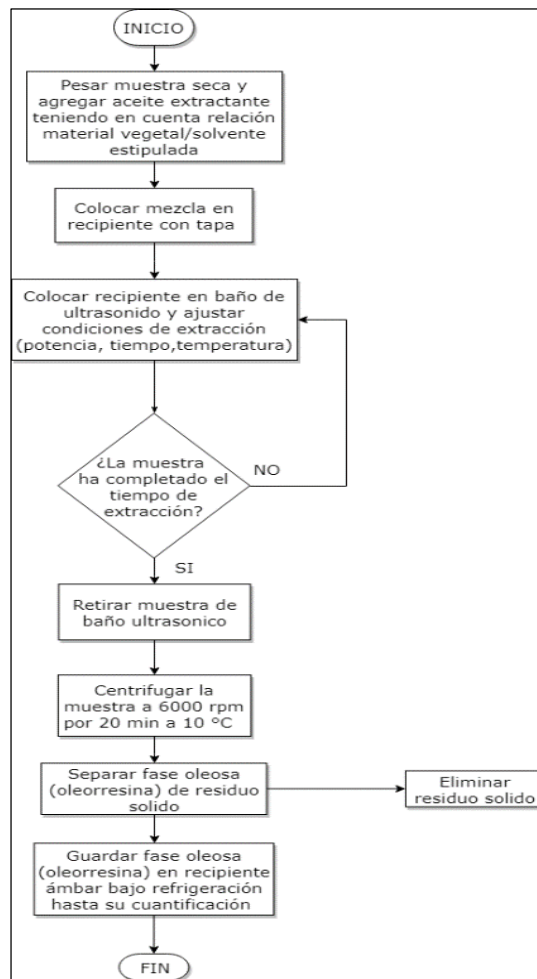 INICIO
Pesar muestra seca y
agregar aceite extractante
teniendo en cuenta relación
material vegetal/solvente
estipulada
Colocar mezcla en
recipiente con tapa
Colocar recipiente en baño de
ultrasonido y ajustar
condiciones de extracción
(potencia, tiempo,temperatura)
¿La muestra
ha completado el
tiempo de
extracción?
NO
SI
Retirar muestra de
baño ultrasonico
Centrifugar la
muestra a 6000 rpm
por 20 min a 10 °C
Separar fase oleosa
(oleorresina) de residuo
solido
Eliminar
residuo solido
Guardar fase oleosa
(oleorresina) en recipiente
ámbar bajo refrigeración
hasta su cuantificación
FIN